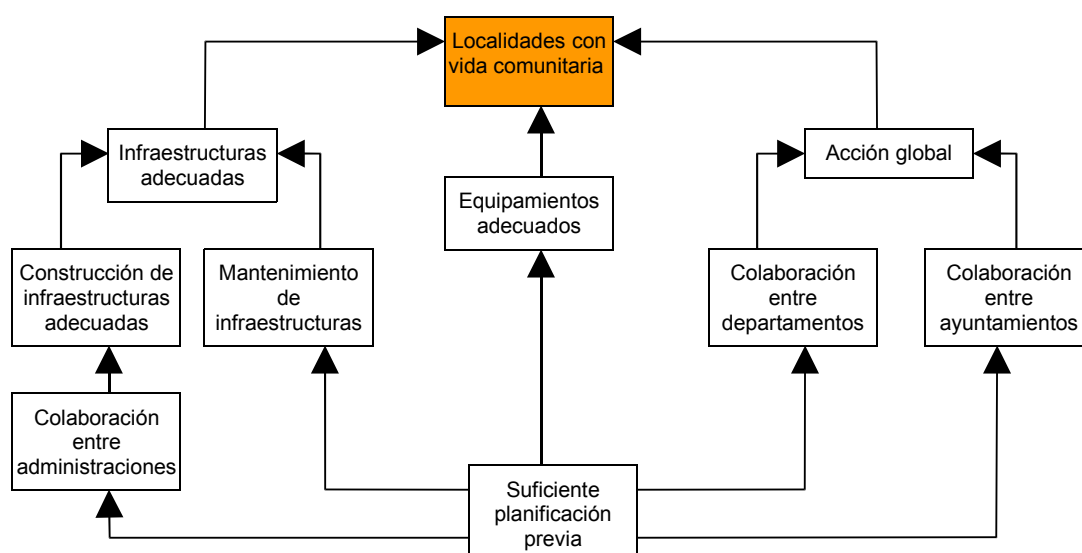 Localidades con
vida comunitaria
Infraestructuras
adecuadas
Acción global
Equipamientos
adecuados
Construcción de
infraestructuras
adecuadas
Mantenimiento
de
infraestructuras
Colaboración
entre
departamentos
Colaboración
entre
ayuntamientos
Colaboración
entre
administraciones
Suficiente
planificación
previa